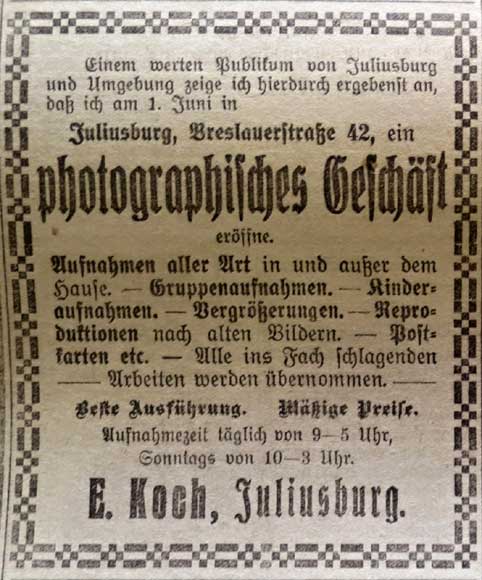 Einem werten Publikum von Juliusburg
und Umgebung zeige ich hierdurch ergebenst an,
daß ich am 1. Juni in
Juliusburg, Breslauerstraße 42, ein
photographisches Geschäft
eröffne.
Aufnahmen aller Art in und außer dem
Hause. — Gruppenaufnahmen. — Kinder-
aufnahmen. — Vergrößerungen. — Repro-
duktionen nach alten Bildern. — Post-
karten etc. — Alle ins Fach schlagenden
— Arbeiten werden übernommen. —
Beste Ausführung. Mäßige Preise.
Aufnahmezeit täglich von 9—5 Uhr,
Sonntags von 10—3 Uhr.
E. Koch, Juliusburg.